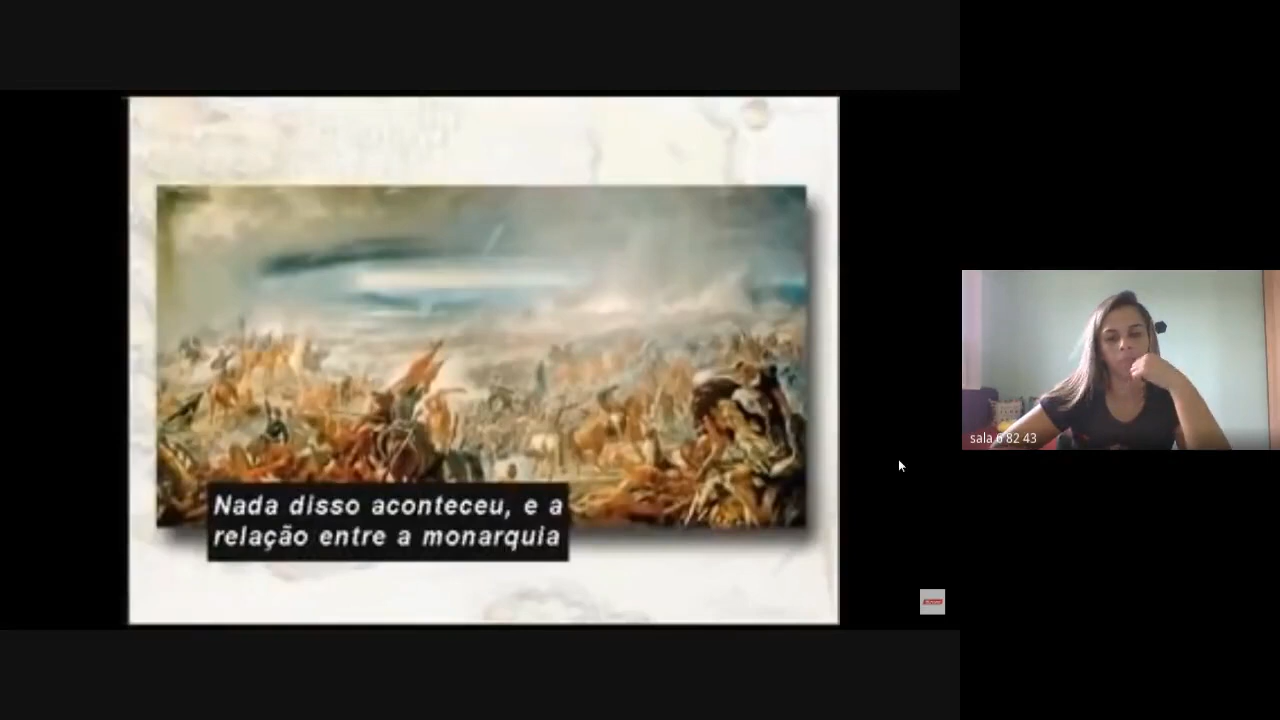 Nada disso aconteceu, e a
relação entre a monarquia
sala 6 82 43